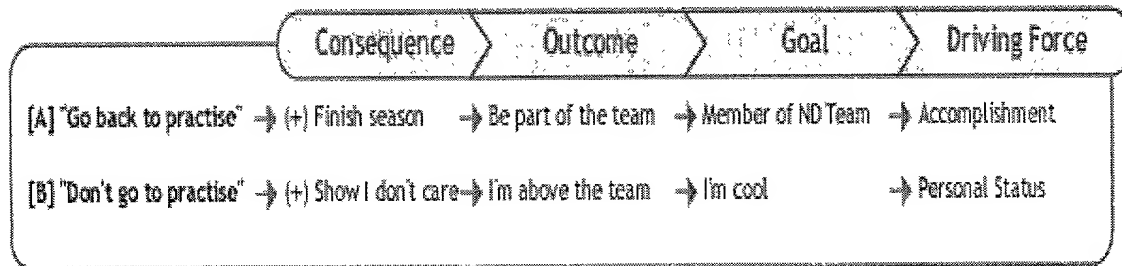 Consequence Outcome Goal Driving Force
[A] "Go back to practise" → (+) Finish season → Be part of the team → Member of ND Team → Accomplishment
[B] "Don't go to practise" → (+) Show I don't care → I'm above the team → I'm cool → Personal Status